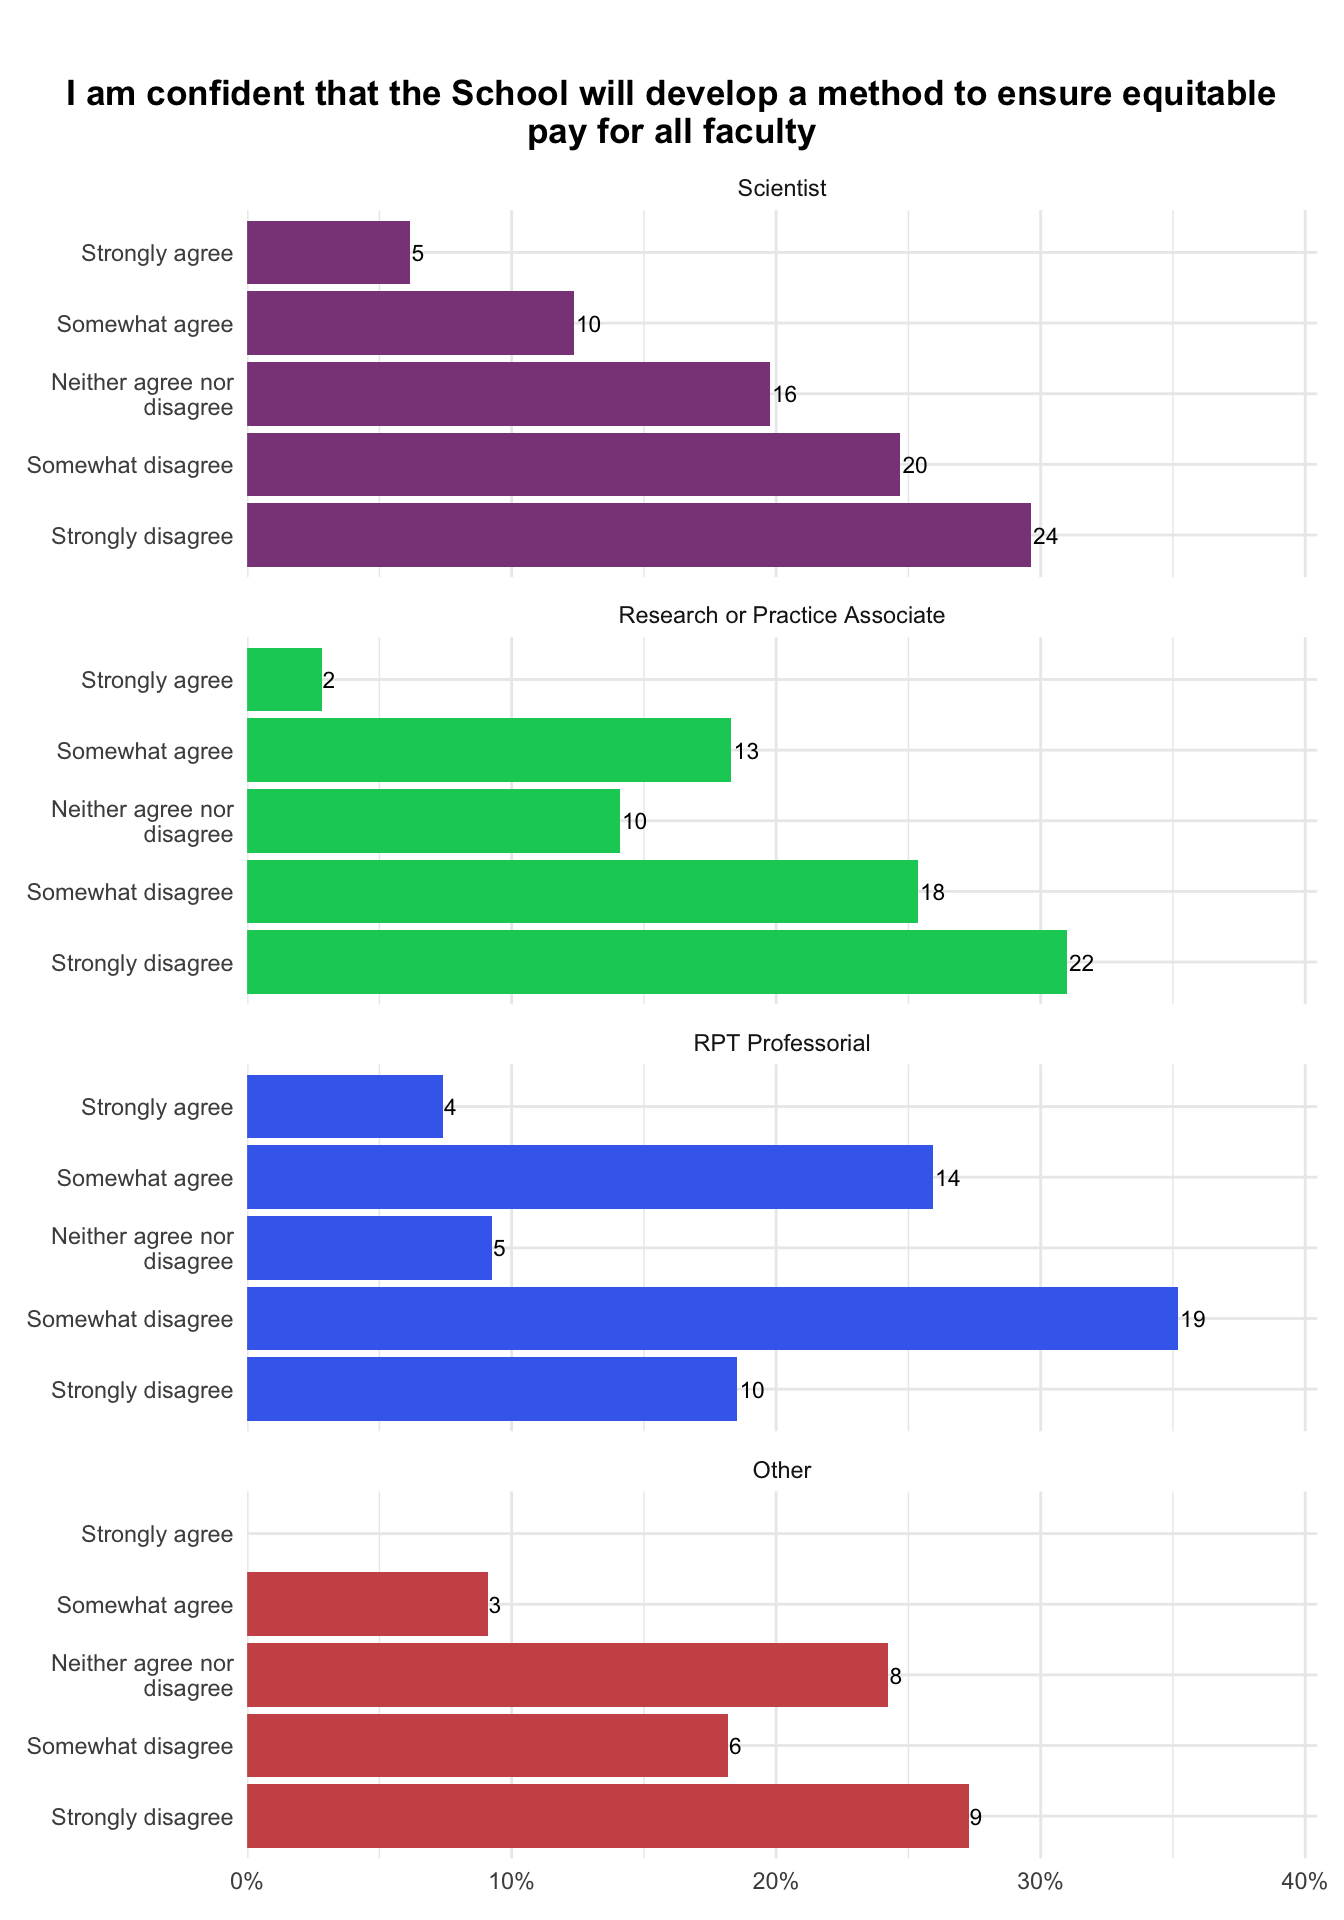 I am confident that the School will develop a method to ensure equitable
pay for all faculty
Scientist
Strongly agree
5
Somewhat agree
10
Neither agree nor
disagree
16
Somewhat disagree
20
Strongly disagree
24
Research or Practice Associate
Strongly agree
2
Somewhat agree
13
Neither agree nor
disagree
10
Somewhat disagree
18
Strongly disagree
22
RPT Professorial
Strongly agree
4
Somewhat agree
14
Neither agree nor
disagree
5
Somewhat disagree
19
Strongly disagree
10
Other
Strongly agree
Somewhat agree
3
Neither agree nor
disagree
8
Somewhat disagree
6
Strongly disagree
9
0% 10% 20% 30% 40%